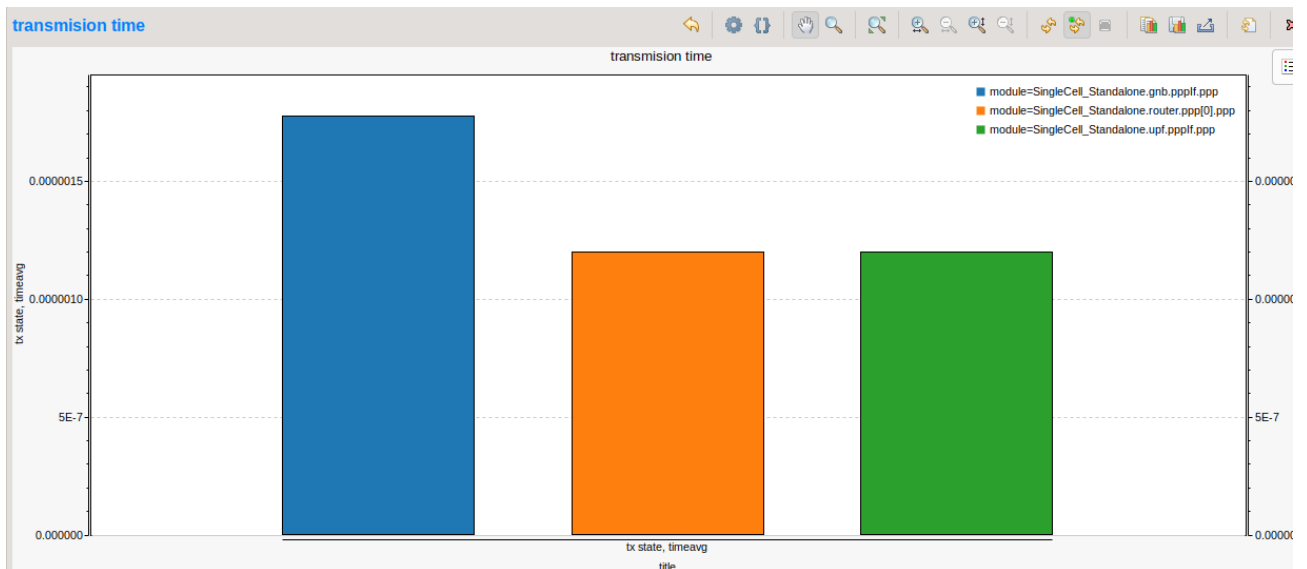 transmision time
transmision time
module=SingleCell_Standalone.gnb.pppIf.ppp
module=SingleCell_Standalone.router.ppp[0].ppp
module=SingleCell_Standalone.upf.pppIf.ppp
tx state, timeavg
0.0000015
0.0000010
5E-7
0.000000
0.00000
0.00000
5E-7
0.00000
tx state, timeavg
title